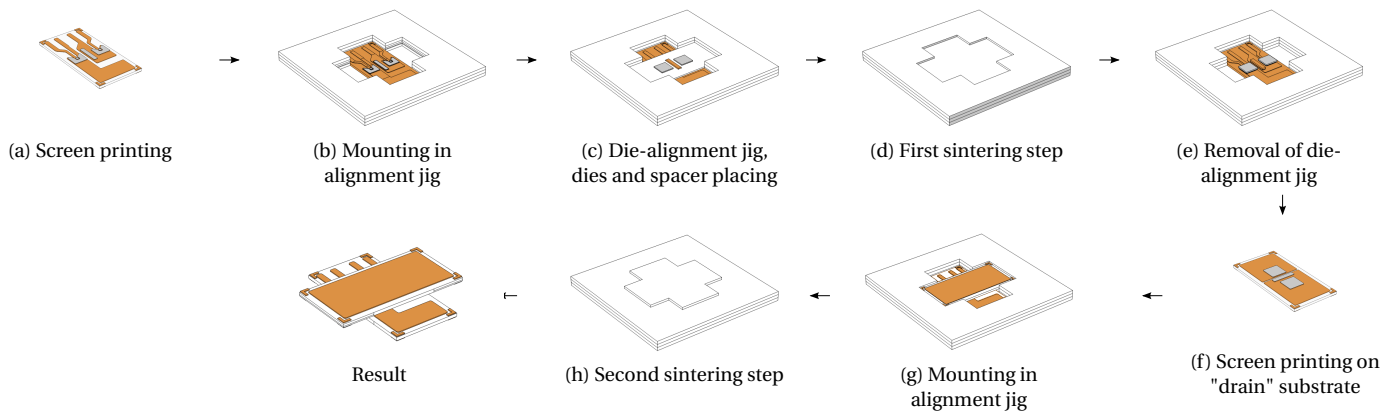 (a) Screen printing
(b) Mounting in
alignment jig
(c) Die-alignment jig,
dies and spacer placing
(d) First sintering step
(e) Removal of die-
alignment jig
(f) Screen printing on
"drain" substrate
(g) Mounting in
alignment jig
(h) Second sintering step
Result